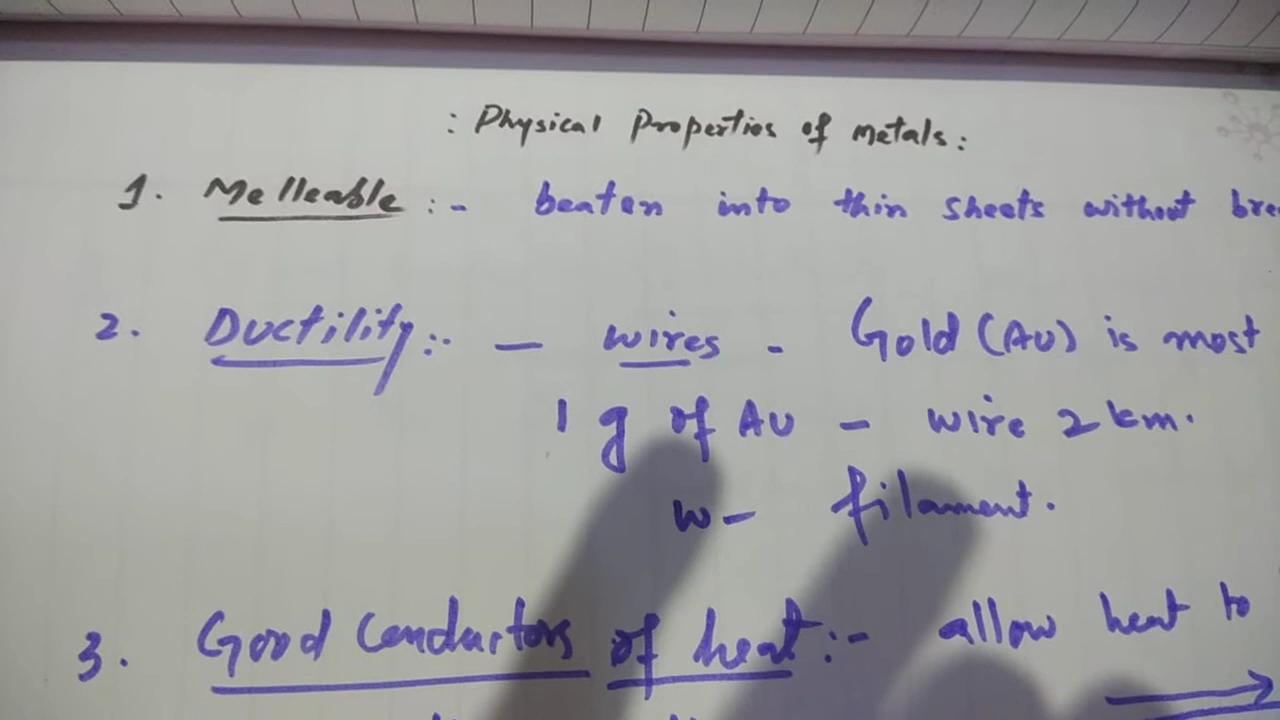 : Physical Properties of metals:
1. Melleable :- beaten into thin sheets without bre
2. Ductility:- — wires - Gold (AU) is most
1 g of AU - wire 2 km.
W- filament.
3. Good Conductors of heat:- allow heat to